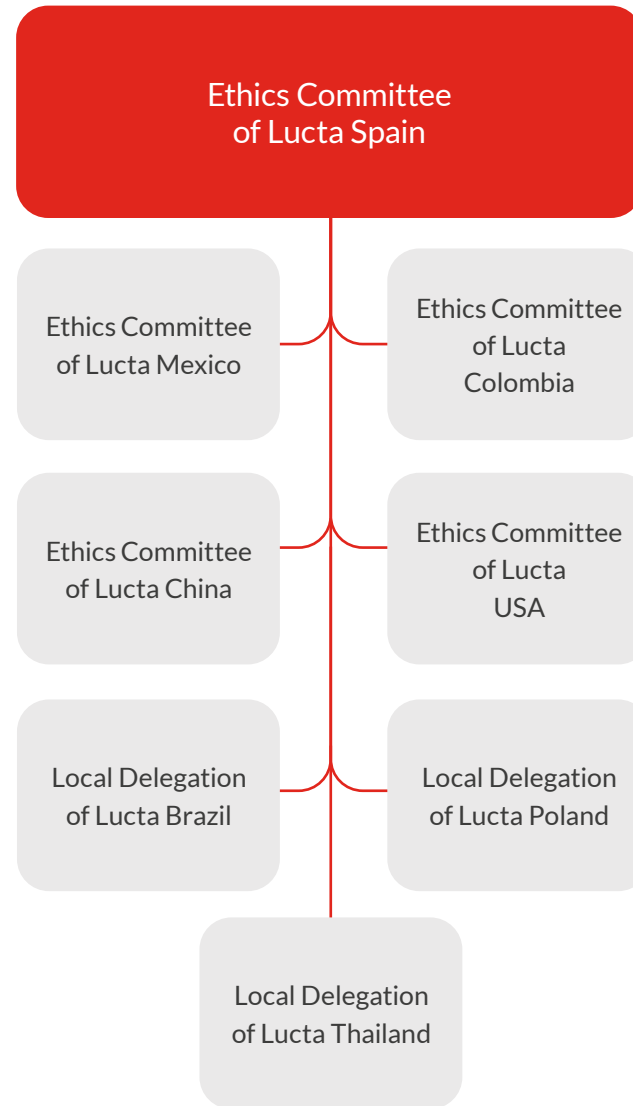 Ethics Committee
of Lucta Spain
Ethics Committee
of Lucta Mexico
Ethics Committee
of Lucta
Colombia
Ethics Committee
of Lucta China
Ethics Committee
of Lucta
USA
Local Delegation
of Lucta Brazil
Local Delegation
of Lucta Poland
Local Delegation
of Lucta Thailand